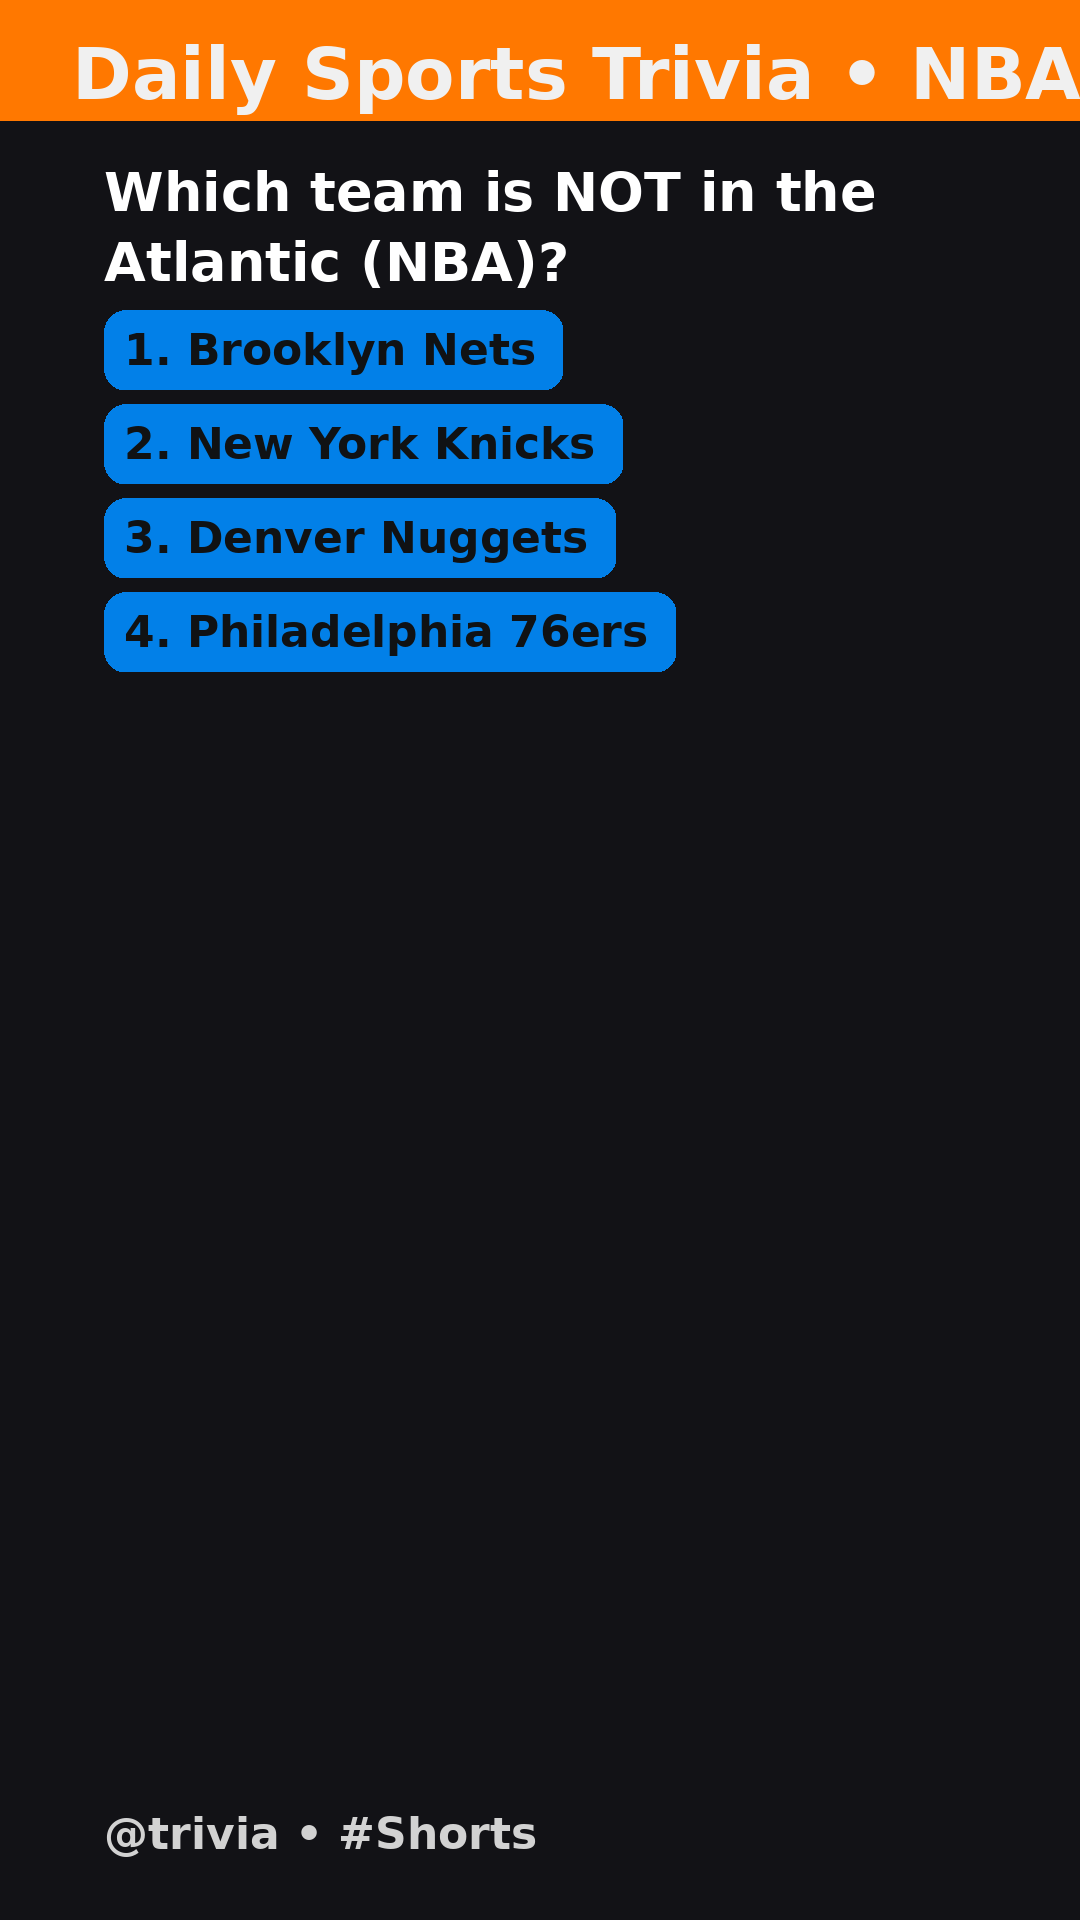 Daily Sports Trivia • NBA
Which team is NOT in the
Atlantic (NBA)?
1. Brooklyn Nets
2. New York Knicks
3. Denver Nuggets
4. Philadelphia 76ers
@trivia • #Shorts